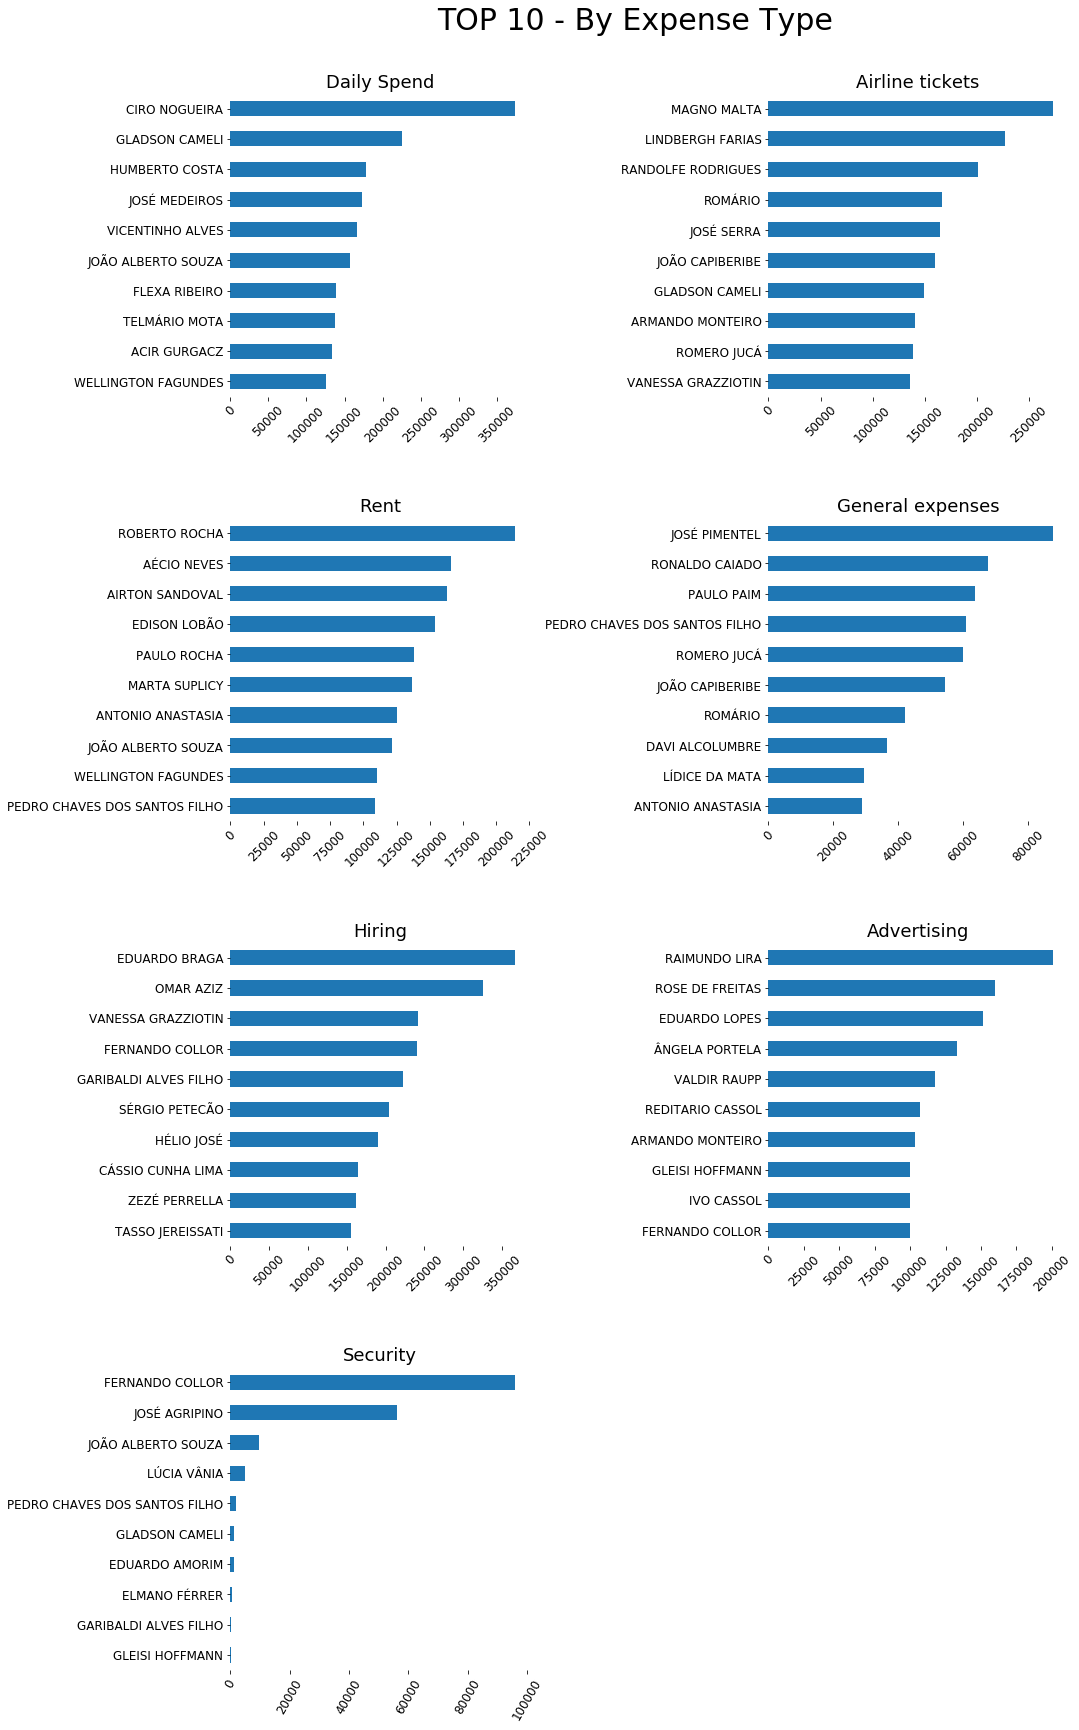 TOP 10 - By Expense Type
Daily Spend
CIRO NOGUEIRA
GLADSON CAMELI
HUMBERTO COSTA
JOSÉ MEDEIROS
VICENTINHO ALVES
JOÃO ALBERTO SOUZA
FLEXA RIBEIRO
TELMÁRIO MOTA
ACIR GURGACZ
WELLINGTON FAGUNDES
0 50000 100000 150000 200000 250000 300000 350000
Airline tickets
MAGNO MALTA
LINDBERGH FARIAS
RANDOLFE RODRIGUES
ROMÁRIO
JOSÉ SERRA
JOÃO CAPIBERIBE
GLADSON CAMELI
ARMANDO MONTEIRO
ROMERO JUCÁ
VANESSA GRAZZIOTIN
0 50000 100000 150000 200000 250000
Rent
ROBERTO ROCHA
AÉCIO NEVES
AIRTON SANDOVAL
EDISON LOBÃO
PAULO ROCHA
MARTA SUPLICY
ANTONIO ANASTASIA
JOÃO ALBERTO SOUZA
WELLINGTON FAGUNDES
PEDRO CHAVES DOS SANTOS FILHO
0 25000 50000 75000 100000 125000 150000 175000 200000 225000
General expenses
JOSÉ PIMENTEL
RONALDO CAIADO
PAULO PAIM
PEDRO CHAVES DOS SANTOS FILHO
ROMERO JUCÁ
JOÃO CAPIBERIBE
ROMÁRIO
DAVI ALCOLUMBRE
LÍDICE DA MATA
ANTONIO ANASTASIA
0 20000 40000 60000 80000
Hiring
EDUARDO BRAGA
OMAR AZIZ
VANESSA GRAZZIOTIN
FERNANDO COLLOR
GARIBALDI ALVES FILHO
SÉRGIO PETECÃO
HÉLIO JOSÉ
CÁSSIO CUNHA LIMA
ZEZÉ PERRELLA
TASSO JEREISSATI
0 50000 100000 150000 200000 250000 300000 350000
Advertising
RAIMUNDO LIRA
ROSE DE FREITAS
EDUARDO LOPES
ÂNGELA PORTELA
VALDIR RAUPP
REDITARIO CASSOL
ARMANDO MONTEIRO
GLEISI HOFFMANN
IVO CASSOL
FERNANDO COLLOR
0 25000 50000 75000 100000 125000 150000 175000 200000
Security
FERNANDO COLLOR
JOSÉ AGRIPINO
JOÃO ALBERTO SOUZA
LÚCIA VÂNIA
PEDRO CHAVES DOS SANTOS FILHO
GLADSON CAMELI
EDUARDO AMORIM
ELMANO FÉRRER
GARIBALDI ALVES FILHO
GLEISI HOFFMANN
0 20000 40000 60000 80000 100000